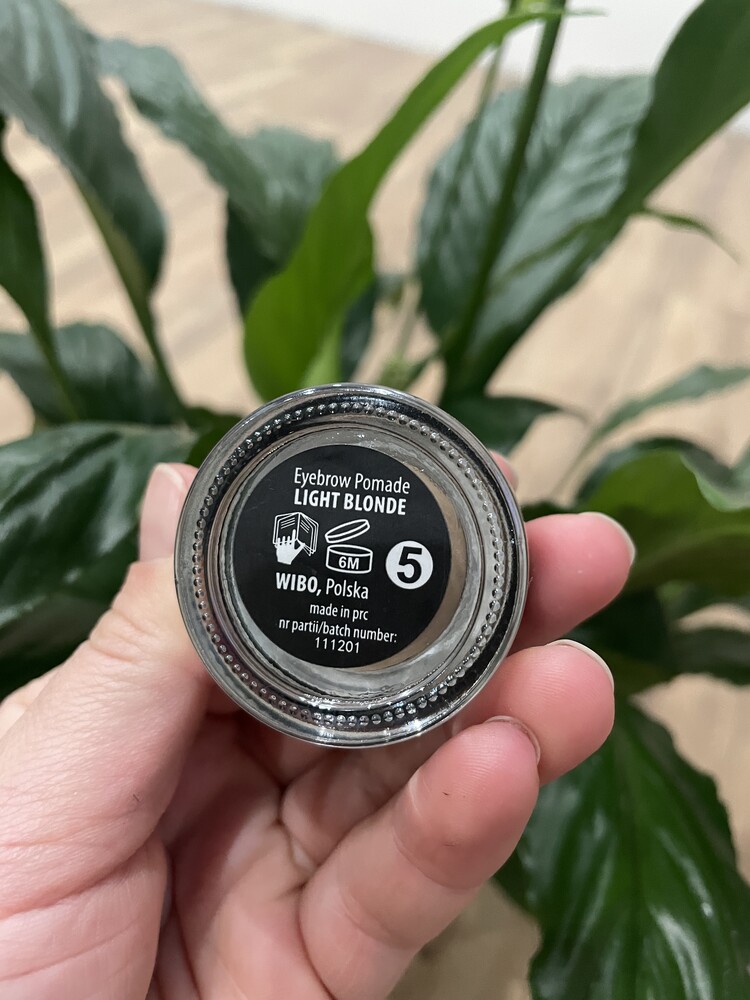 Eyebrow Pomade
LIGHT BLONDE
6M
5
WIBO, Polska
made in prc
nr partii/batch number:
111201